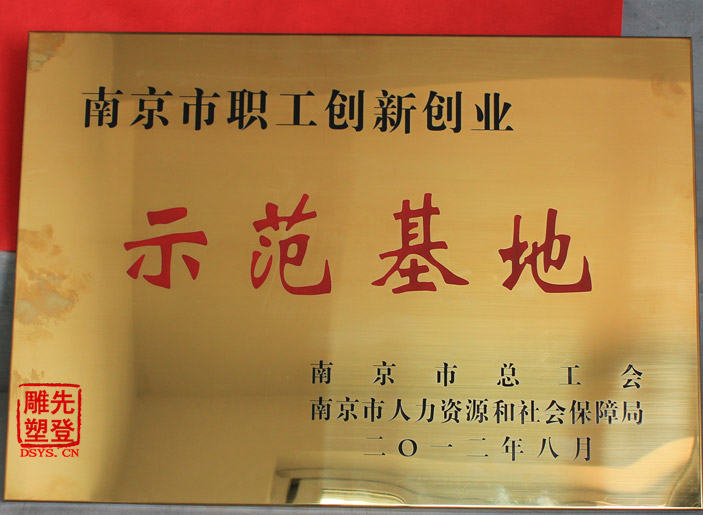 南京市职工创新创业
示范基地
南京市总工会
南京市人力资源和社会保障局
二〇一二年八月
先登雕塑
DSYS.CN